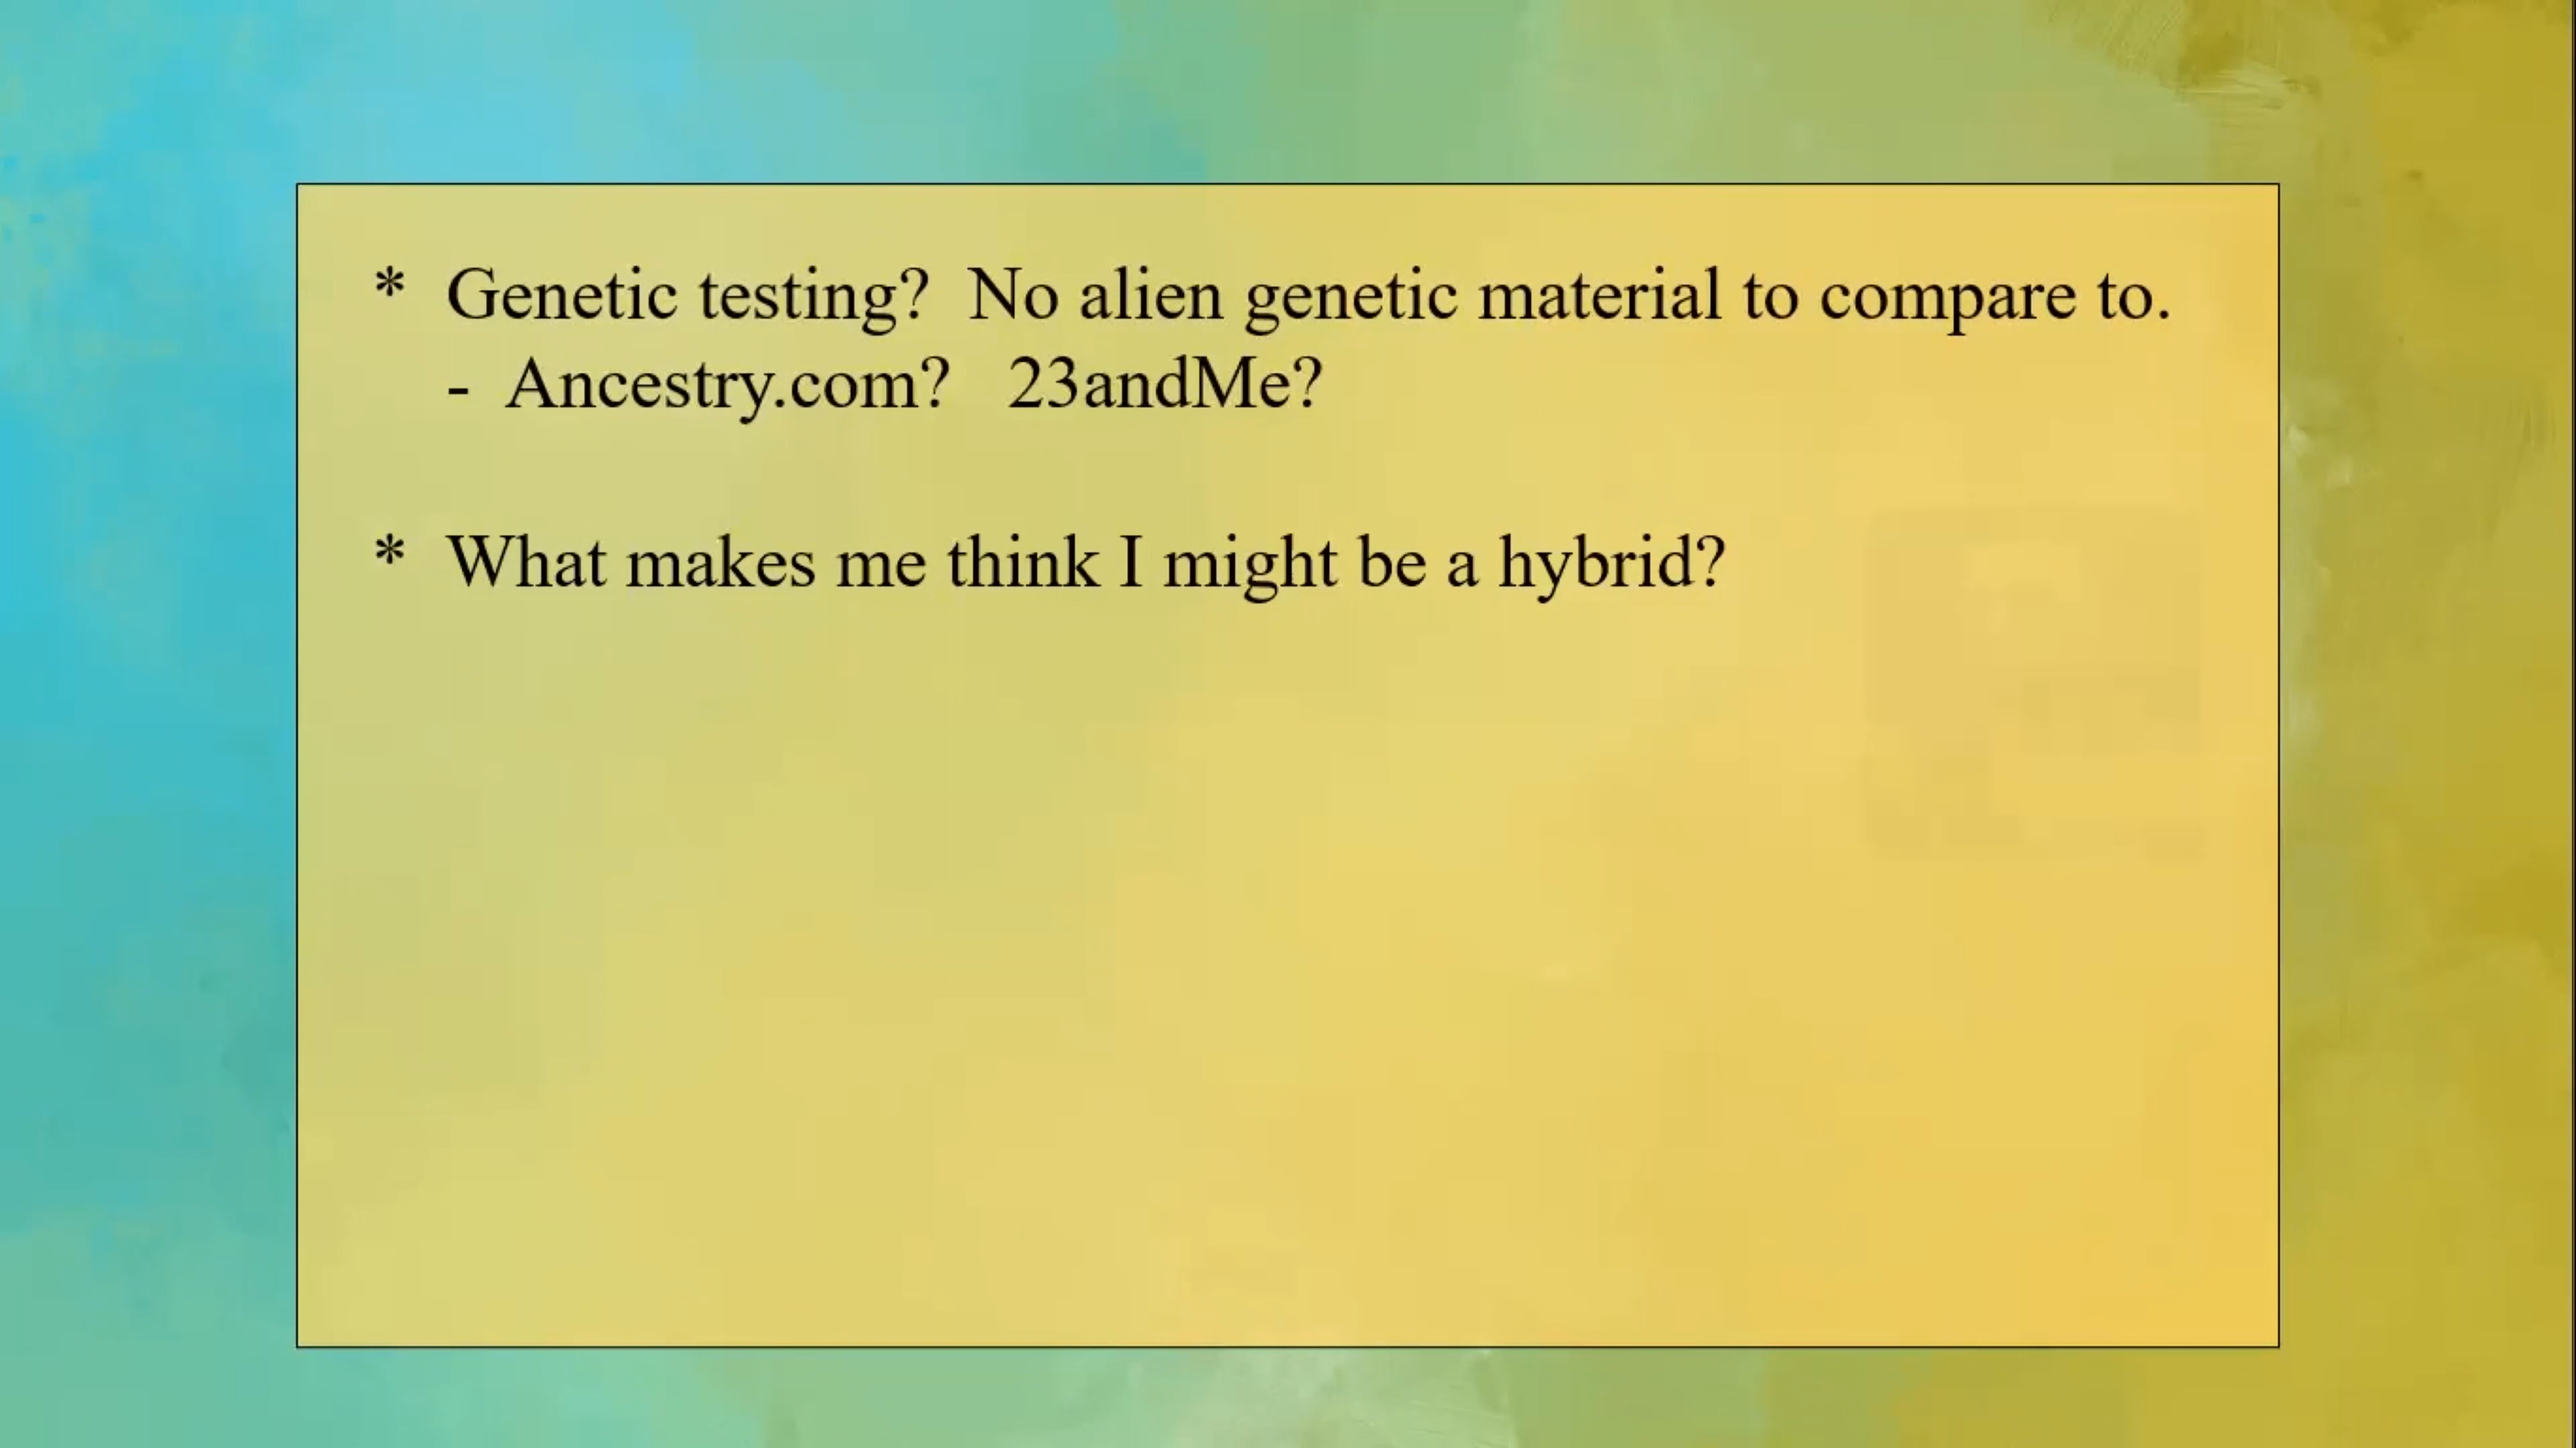 * Genetic testing? No alien genetic material to compare to.
- Ancestry.com? 23andMe?
* What makes me think I might be a hybrid?